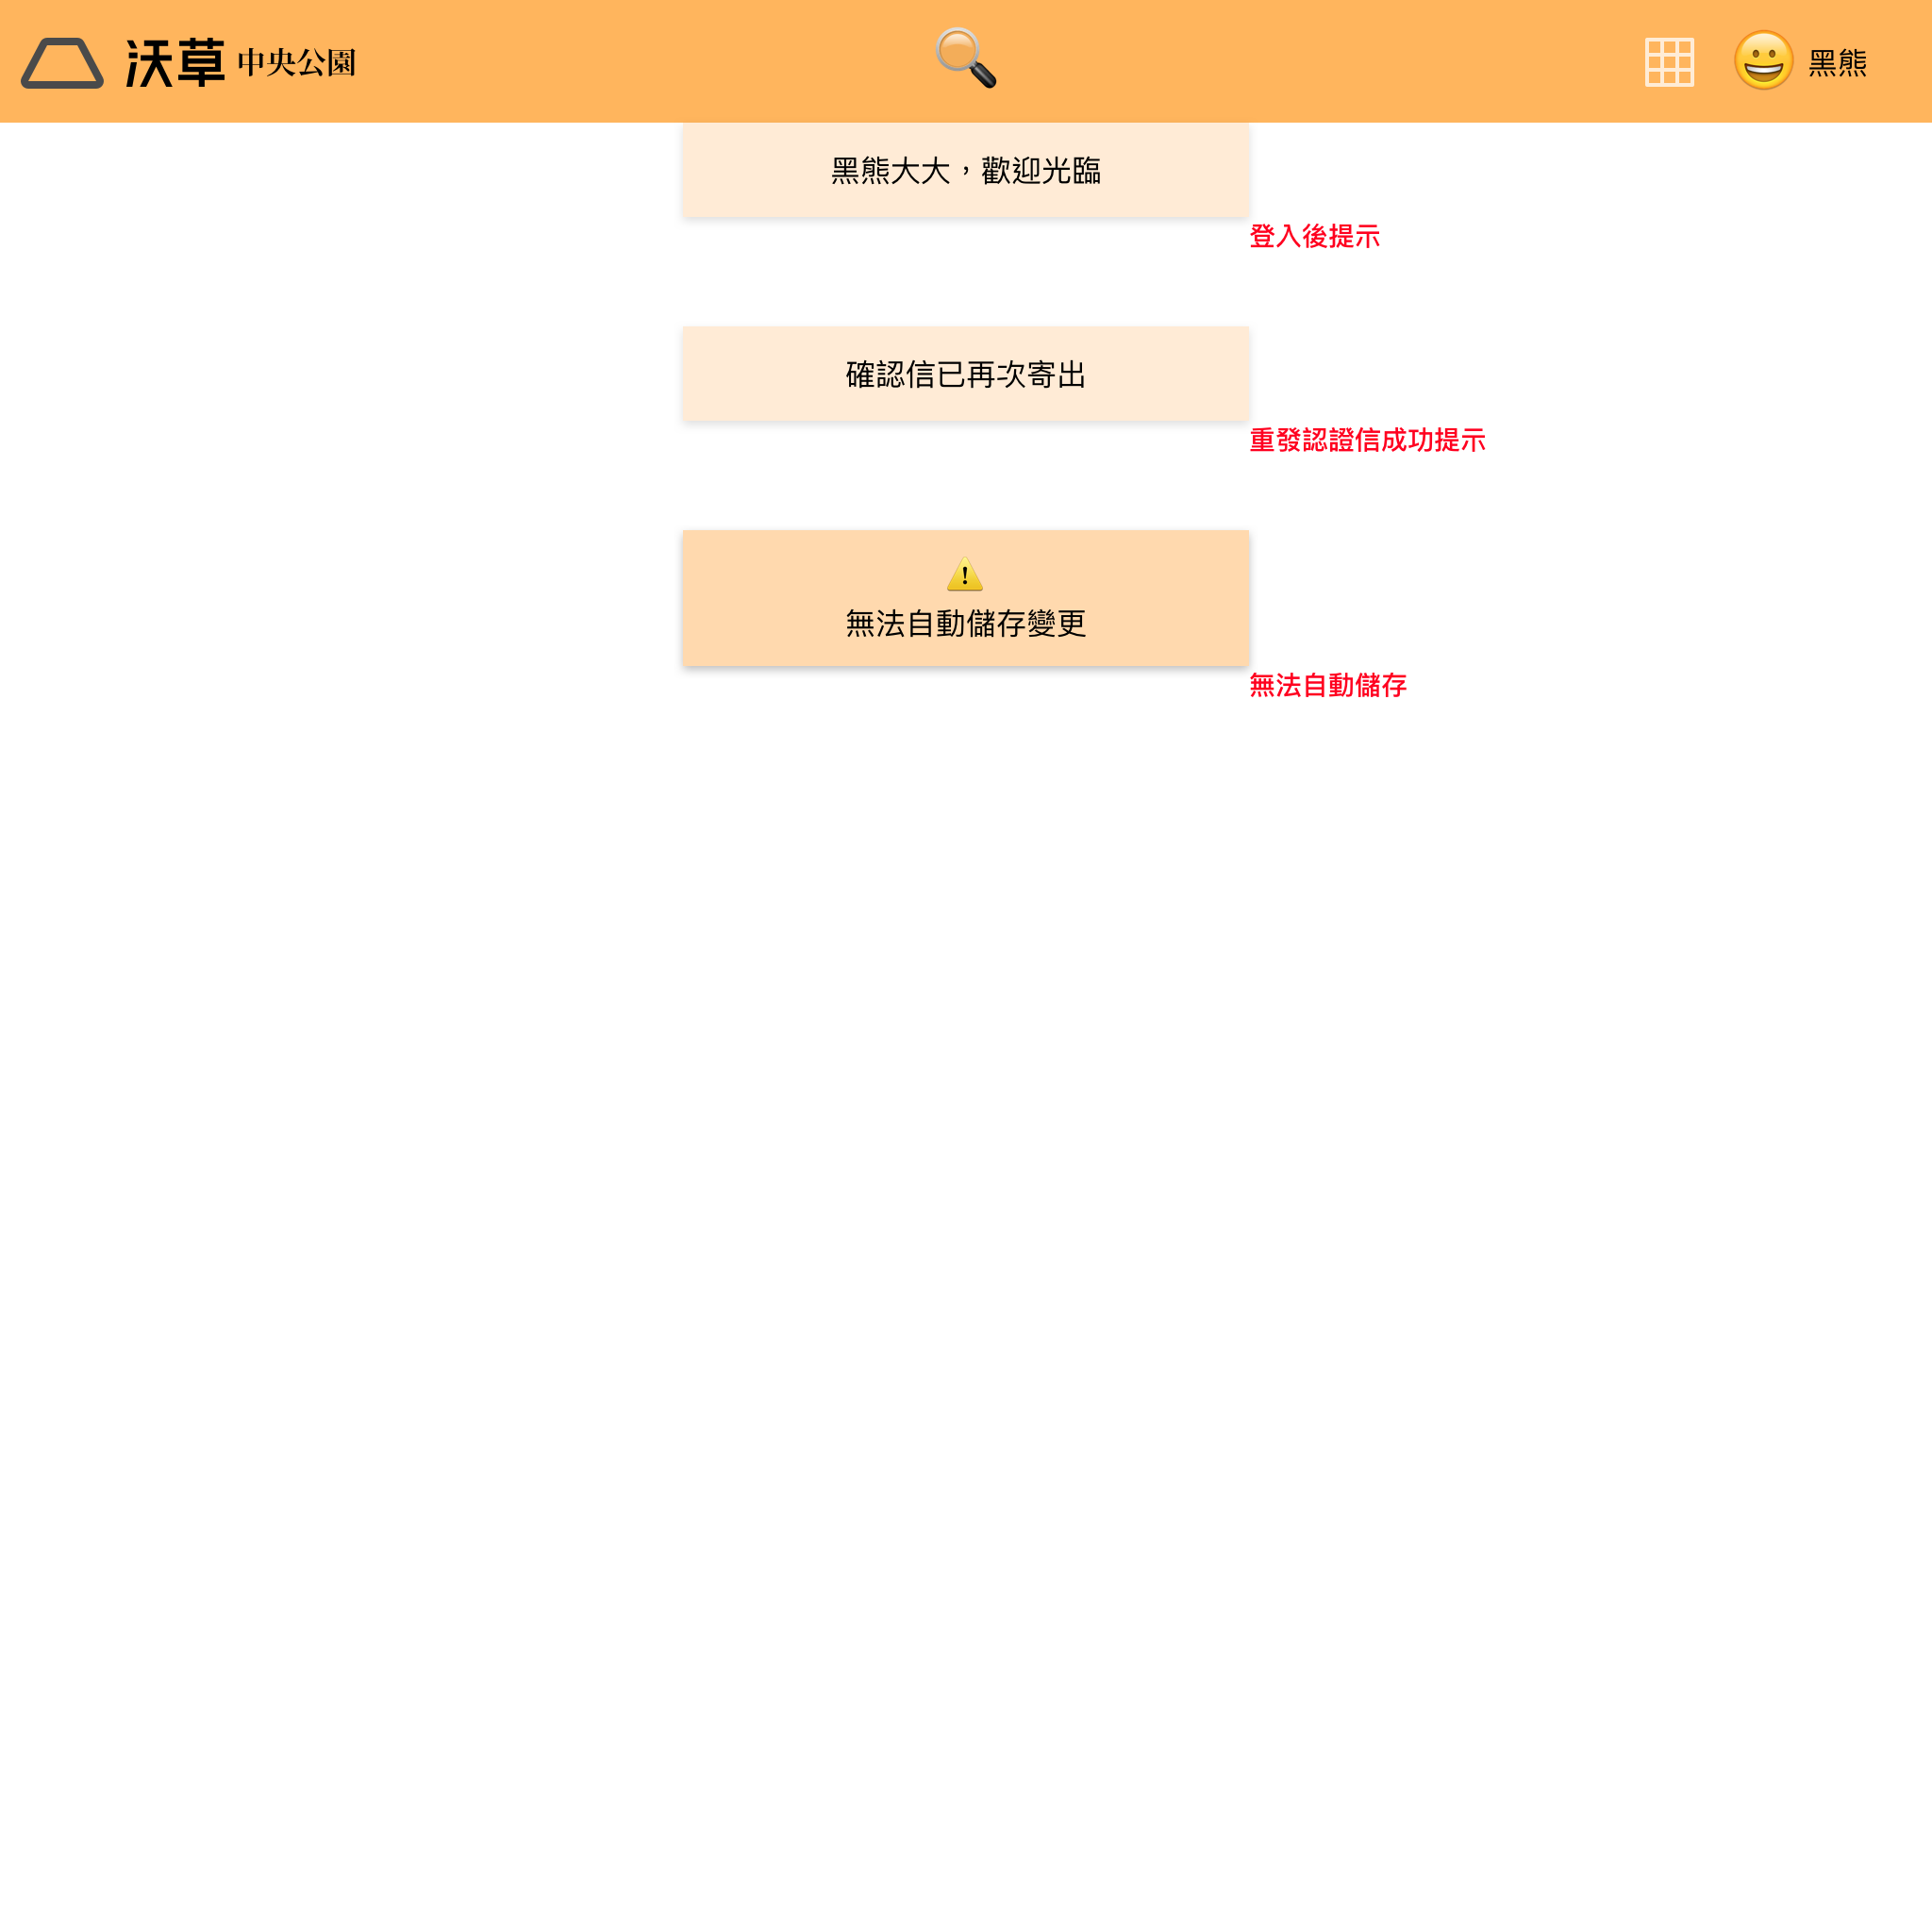 沃草 中央公園
黑熊
黑熊大大，歡迎光臨
登入後提示
確認信已再次寄出
重發認證信成功提示
無法自動儲存變更
無法自動儲存